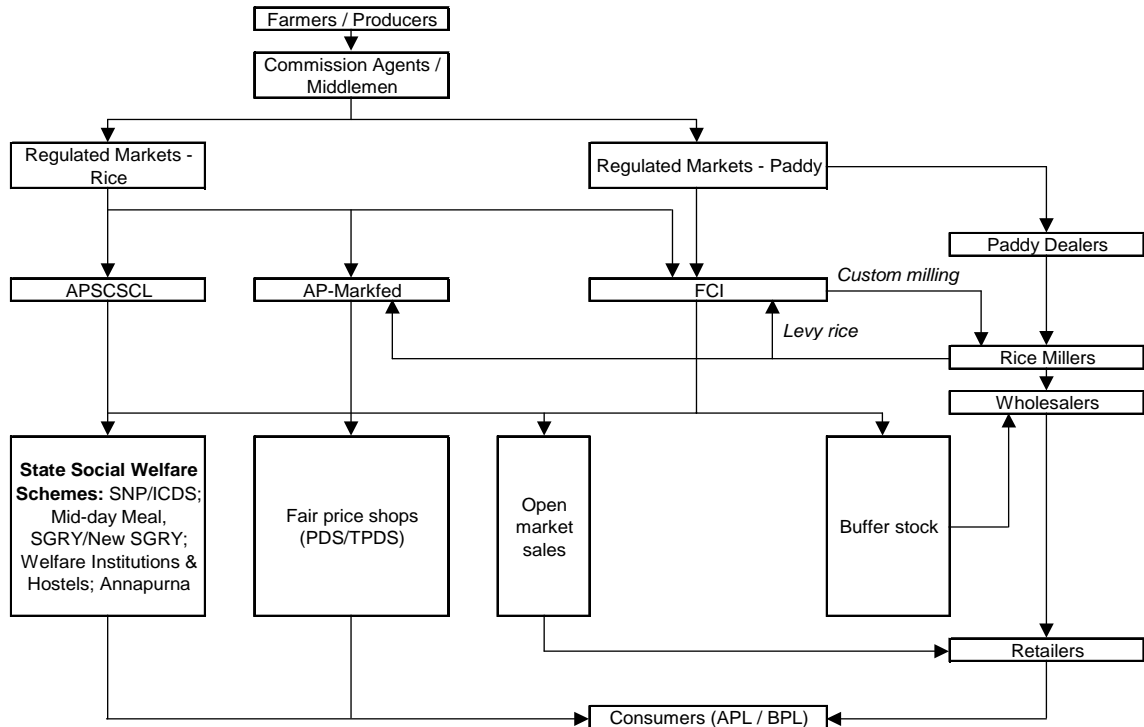 Farmers / Producers
Commission Agents /
Middlemen
Regulated Markets -
Rice
Regulated Markets - Paddy
Paddy Dealers
Custom milling
APSCSCL
AP-Markfed
FCI
Levy rice
Rice Millers
Wholesalers
State Social Welfare
Schemes: SNP/ICDS;
Mid-day Meal,
SGRY/New SGRY;
Welfare Institutions &
Hostels; Annapurna
Fair price shops
(PDS/TPDS)
Open
market
sales
Buffer stock
Retailers
Consumers (APL / BPL)